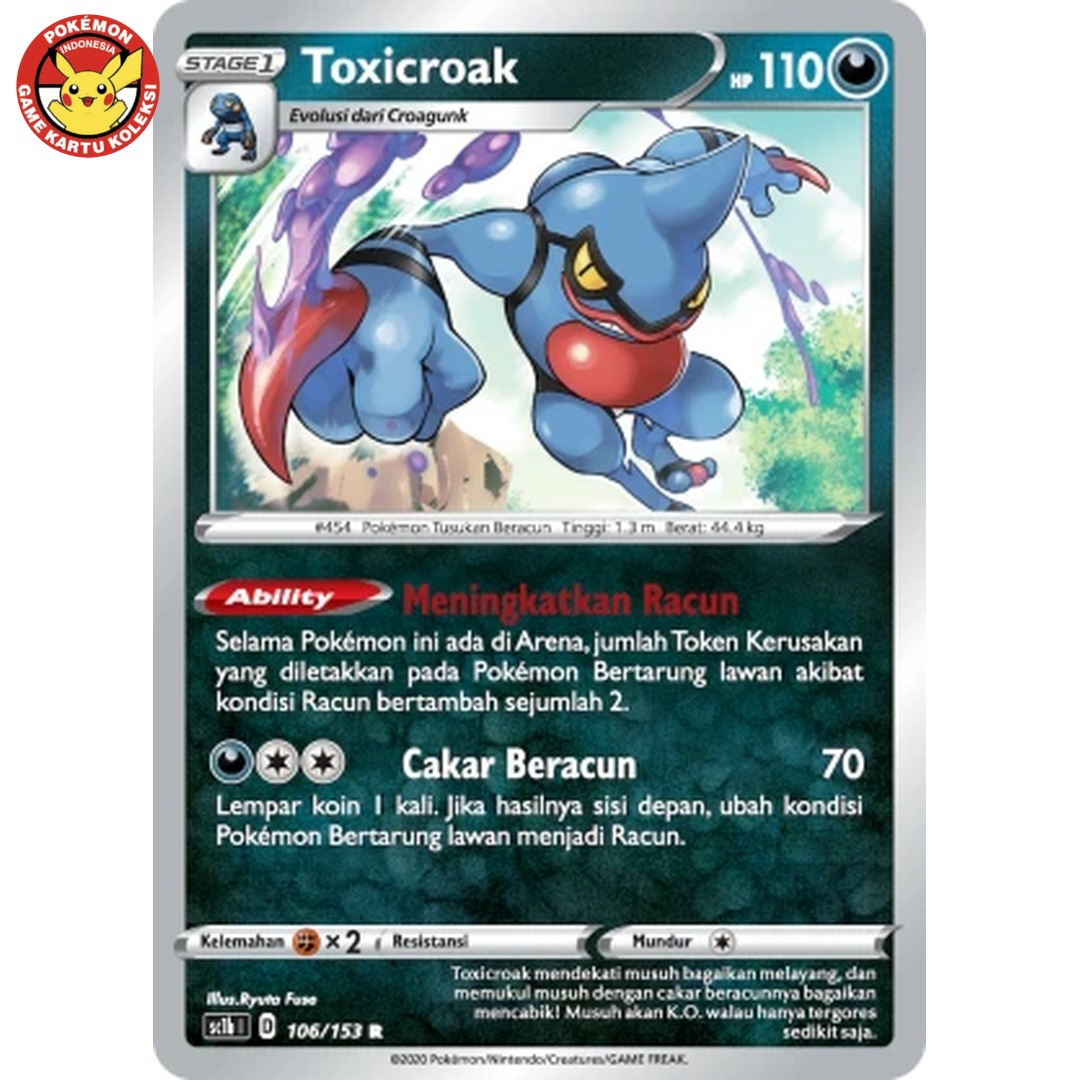 POKÉMON
INDONESIA
GAME KARTU KOLEKSI
STAGE 1
Toxicroak
HP 110
Evolusi dari Croagunk
#454 Pokémon Tusukan Beracun Tinggi: 1.3 m Berat: 44.4 kg
Ability Meningkatkan Racun
Selama Pokémon ini ada di Arena, jumlah Token Kerusakan
yang diletakkan pada Pokémon Bertarung lawan akibat
kondisi Racun bertambah sejumlah 2.
Cakar Beracun 70
Lempar koin 1 kali. Jika hasilnya sisi depan, ubah kondisi
Pokémon Bertarung lawan menjadi Racun.
Kelemahan ×2 Resistansi Mundur
Toxicroak mendekati musuh bagaikan melayang, dan
memukul musuh dengan cakar beracunnya bagaikan
mencabik! Musuh akan K.O. walau hanya tergores
sedikit saja.
Illus. Ryuta Fuse
sc1b I D 106/153 R
©2020 Pokémon/Nintendo/Creatures/GAME FREAK.